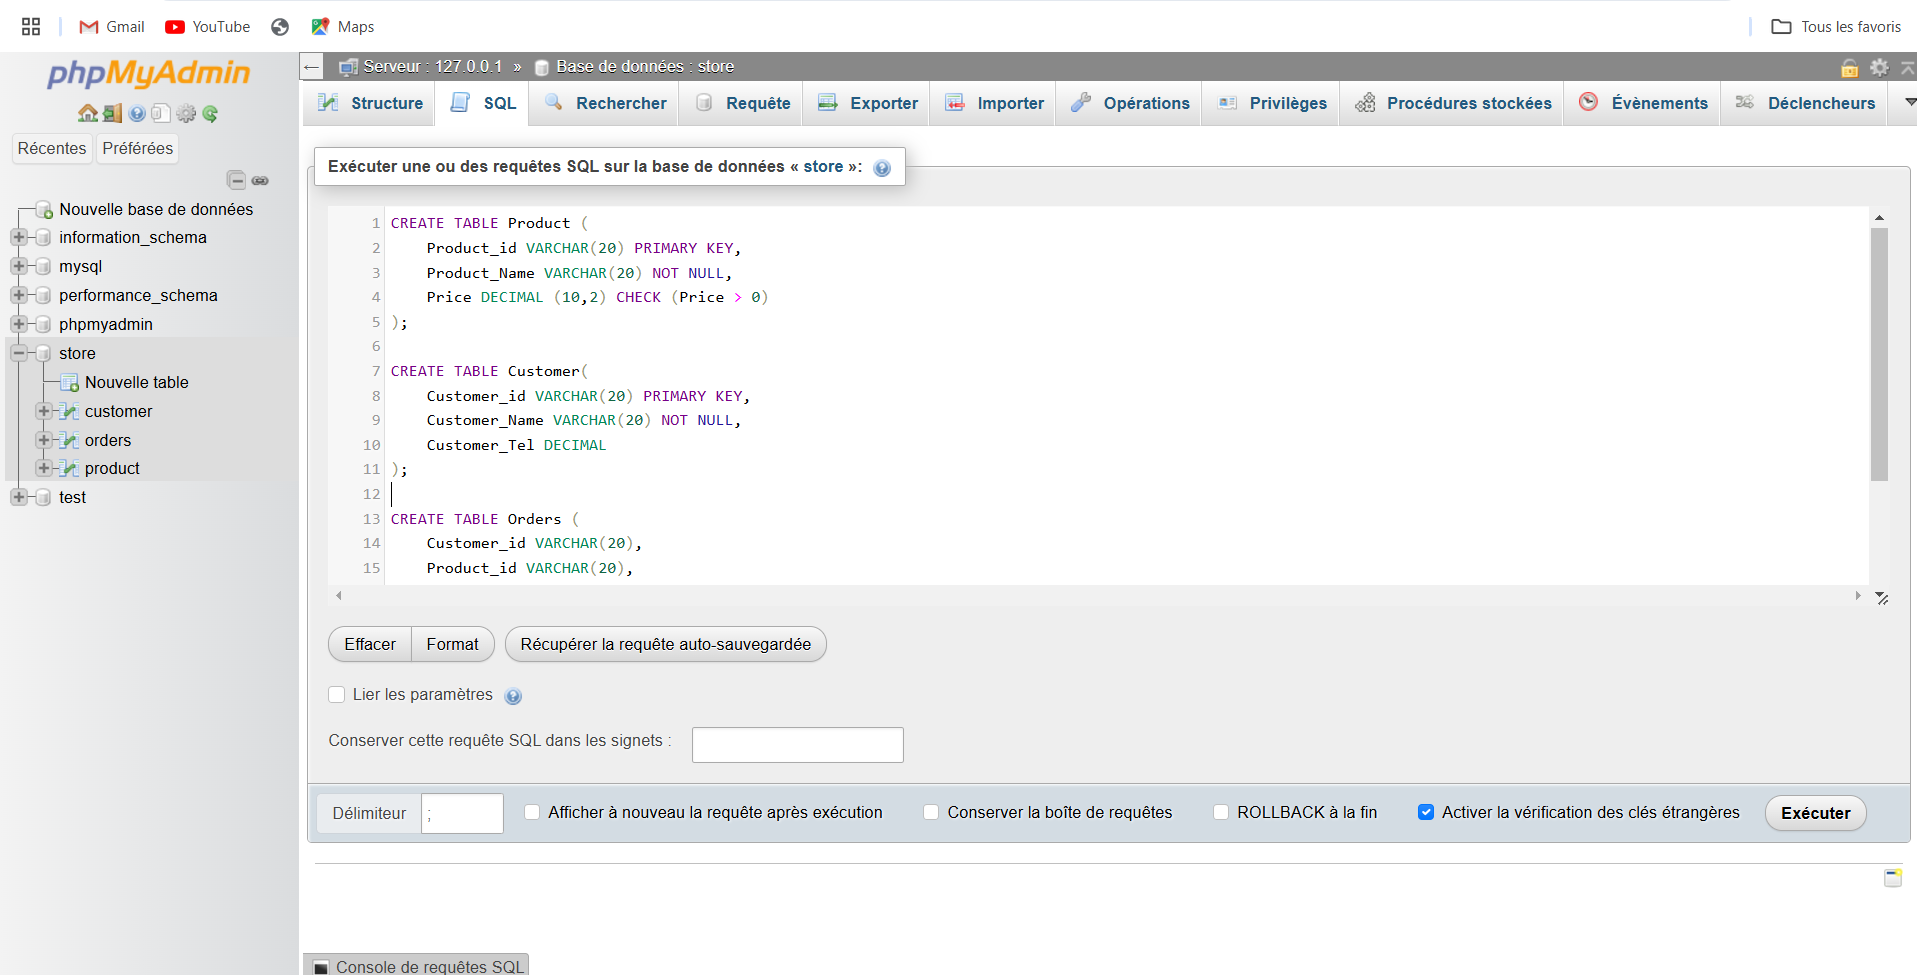 Gmail
YouTube
Maps
Tous les favoris
phpMyAdmin
Récentes
Préférées
Nouvelle base de données
information_schema
mysql
performance_schema
phpmyadmin
store
Nouvelle table
customer
orders
product
test
Serveur : 127.0.0.1 » Base de données : store
Structure
SQL
Rechercher
Requête
Exporter
Importer
Opérations
Privilèges
Procédures stockées
Évènements
Déclencheurs
Exécuter une ou des requêtes SQL sur la base de données « store »:
1 CREATE TABLE Product (
2 Product_id VARCHAR(20) PRIMARY KEY,
3 Product_Name VARCHAR(20) NOT NULL,
4 Price DECIMAL (10,2) CHECK (Price > 0)
5 );
6
7 CREATE TABLE Customer(
8 Customer_id VARCHAR(20) PRIMARY KEY,
9 Customer_Name VARCHAR(20) NOT NULL,
10 Customer_Tel DECIMAL
11 );
12
13 CREATE TABLE Orders (
14 Customer_id VARCHAR(20),
15 Product_id VARCHAR(20),
Effacer
Format
Récupérer la requête auto-sauvegardée
Lier les paramètres
Conserver cette requête SQL dans les signets :
Délimiteur
;
Afficher à nouveau la requête après exécution
Conserver la boîte de requêtes
ROLLBACK à la fin
Activer la vérification des clés étrangères
Exécuter
Console de requêtes SQL